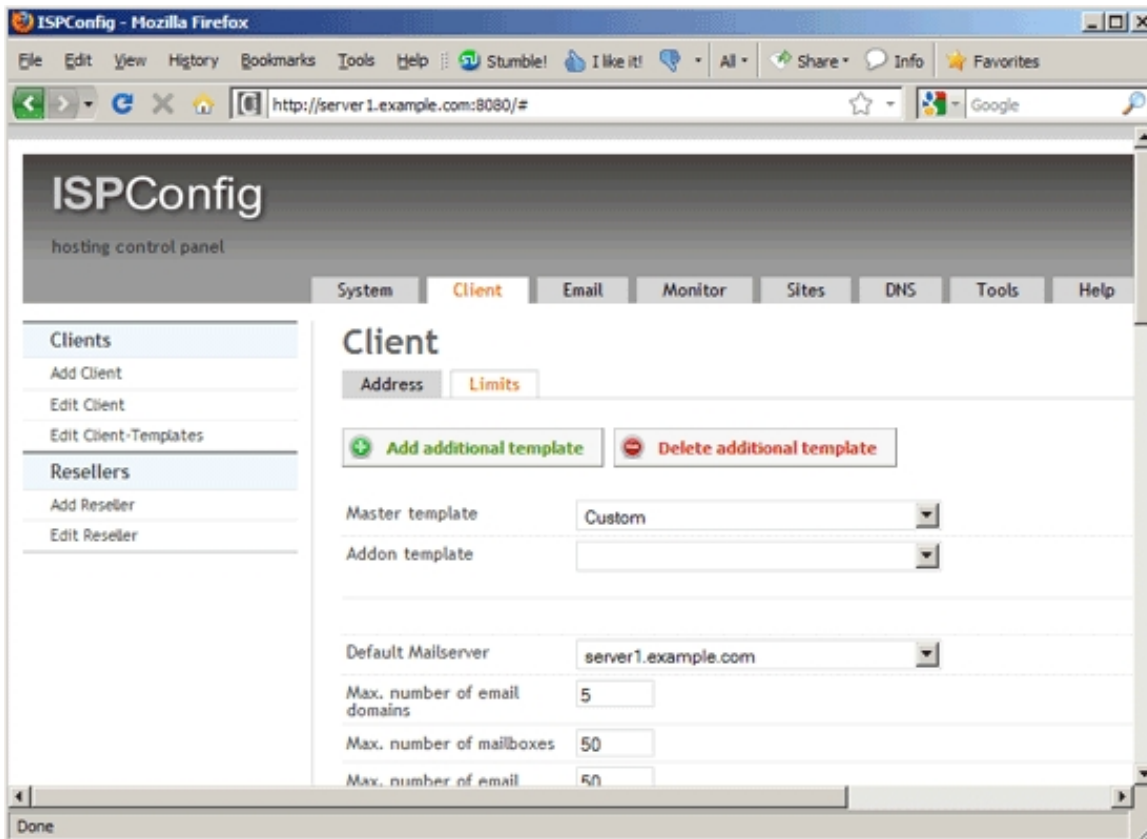 ISPConfig - Mozilla Firefox
File Edit View History Bookmarks Tools Help Stumble! I like it! All Share Info Favorites
http://server1.example.com:8080/# Google
ISPConfig
hosting control panel
System Client Email Monitor Sites DNS Tools Help
Clients
Add Client
Edit Client
Edit Client-Templates
Resellers
Add Reseller
Edit Reseller
Client
Address Limits
Add additional template Delete additional template
Master template Custom
Addon template
Default Mailserver server1.example.com
Max. number of email
domains 5
Max. number of mailboxes 50
Max. number of email 50
Done